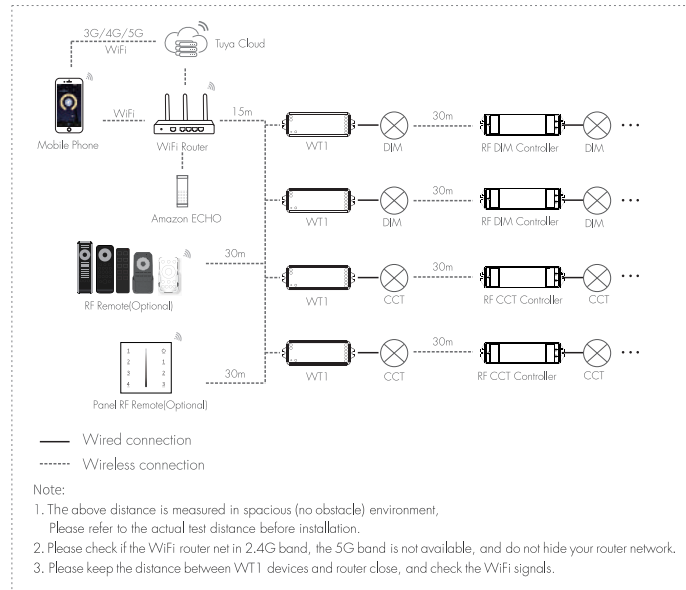 3G/4G/5G
WiFi
Tuya Cloud
WiFi
15m
Mobile Phone
WiFi Router
Amazon ECHO
WT1
DIM
30m
RF DIM Controller
DIM
...
WT1
DIM
30m
RF DIM Controller
DIM
...
30m
RF Remote(Optional)
WT1
CCT
30m
RF CCT Controller
CCT
...
1 0
2 1
3 2
4 3
30m
Panel RF Remote(Optional)
WT1
CCT
30m
RF CCT Controller
CCT
...
Wired connection
Wireless connection
Note:
1. The above distance is measured in spacious (no obstacle) environment,
Please refer to the actual test distance before installation.
2. Please check if the WiFi router net in 2.4G band, the 5G band is not available, and do not hide your router network.
3. Please keep the distance between WT1 devices and router close, and check the WiFi signals.